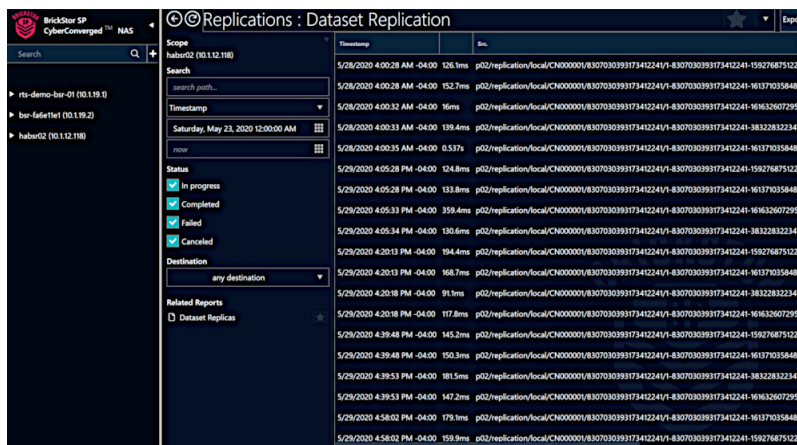 BrickStor SP
CyberConverged TM NAS
Search
rts-demo-bsr-01 (10.1.19.1)
bsr-fa6e11e1 (10.1.19.2)
habsr02 (10.1.12.118)
Replications : Dataset Replication
Expo
Scope
habsr02 (10.1.12.118)
Search
search path...
Timestamp
Saturday, May 23, 2020 12:00:00 AM
now
Status
In progress
Completed
Failed
Canceled
Destination
any destination
Related Reports
Dataset Replicas
Timestamp Src.
5/28/2020 4:00:28 AM -04:00 126.1ms p02/replication/local/CN000001/8307030393173412241/1-8307030393173412241-159276875122
5/28/2020 4:00:28 AM -04:00 152.7ms p02/replication/local/CN000001/8307030393173412241/1-8307030393173412241-161371035848
5/28/2020 4:00:32 AM -04:00 16ms p02/replication/local/CN000001/8307030393173412241/1-8307030393173412241-161632607295
5/28/2020 4:00:33 AM -04:00 139.4ms p02/replication/local/CN000001/8307030393173412241/1-8307030393173412241-383228322347
5/28/2020 4:00:35 AM -04:00 0.537s p02/replication/local/CN000001/8307030393173412241/1-8307030393173412241-161371035848
5/29/2020 4:05:28 PM -04:00 124.8ms p02/replication/local/CN000001/8307030393173412241/1-8307030393173412241-159276875122
5/29/2020 4:05:28 PM -04:00 133.8ms p02/replication/local/CN000001/8307030393173412241/1-8307030393173412241-161371035848
5/29/2020 4:05:33 PM -04:00 359.4ms p02/replication/local/CN000001/8307030393173412241/1-8307030393173412241-161632607295
5/29/2020 4:05:34 PM -04:00 130.6ms p02/replication/local/CN000001/8307030393173412241/1-8307030393173412241-38322832234
5/29/2020 4:20:13 PM -04:00 194.4ms p02/replication/local/CN000001/8307030393173412241/1-8307030393173412241-159276875122
5/29/2020 4:20:13 PM -04:00 168.7ms p02/replication/local/CN000001/8307030393173412241/1-8307030393173412241-161371035848
5/29/2020 4:20:18 PM -04:00 91.1ms p02/replication/local/CN000001/8307030393173412241/1-8307030393173412241-38322832234
5/29/2020 4:20:18 PM -04:00 117.8ms p02/replication/local/CN000001/8307030393173412241/1-8307030393173412241-161632607295
5/29/2020 4:39:48 PM -04:00 145.2ms p02/replication/local/CN000001/8307030393173412241/1-8307030393173412241-159276875122
5/29/2020 4:39:48 PM -04:00 150.3ms p02/replication/local/CN000001/8307030393173412241/1-8307030393173412241-161371035848
5/29/2020 4:39:53 PM -04:00 181.5ms p02/replication/local/CN000001/8307030393173412241/1-8307030393173412241-38322832234
5/29/2020 4:39:53 PM -04:00 147.2ms p02/replication/local/CN000001/8307030393173412241/1-8307030393173412241-161632607295
5/29/2020 4:58:02 PM -04:00 179.1ms p02/replication/local/CN000001/8307030393173412241/1-8307030393173412241-161371035848
5/29/2020 4:58:02 PM -04:00 159.9ms p02/replication/local/CN000001/8307030393173412241/1-8307030393173412241-159276875122